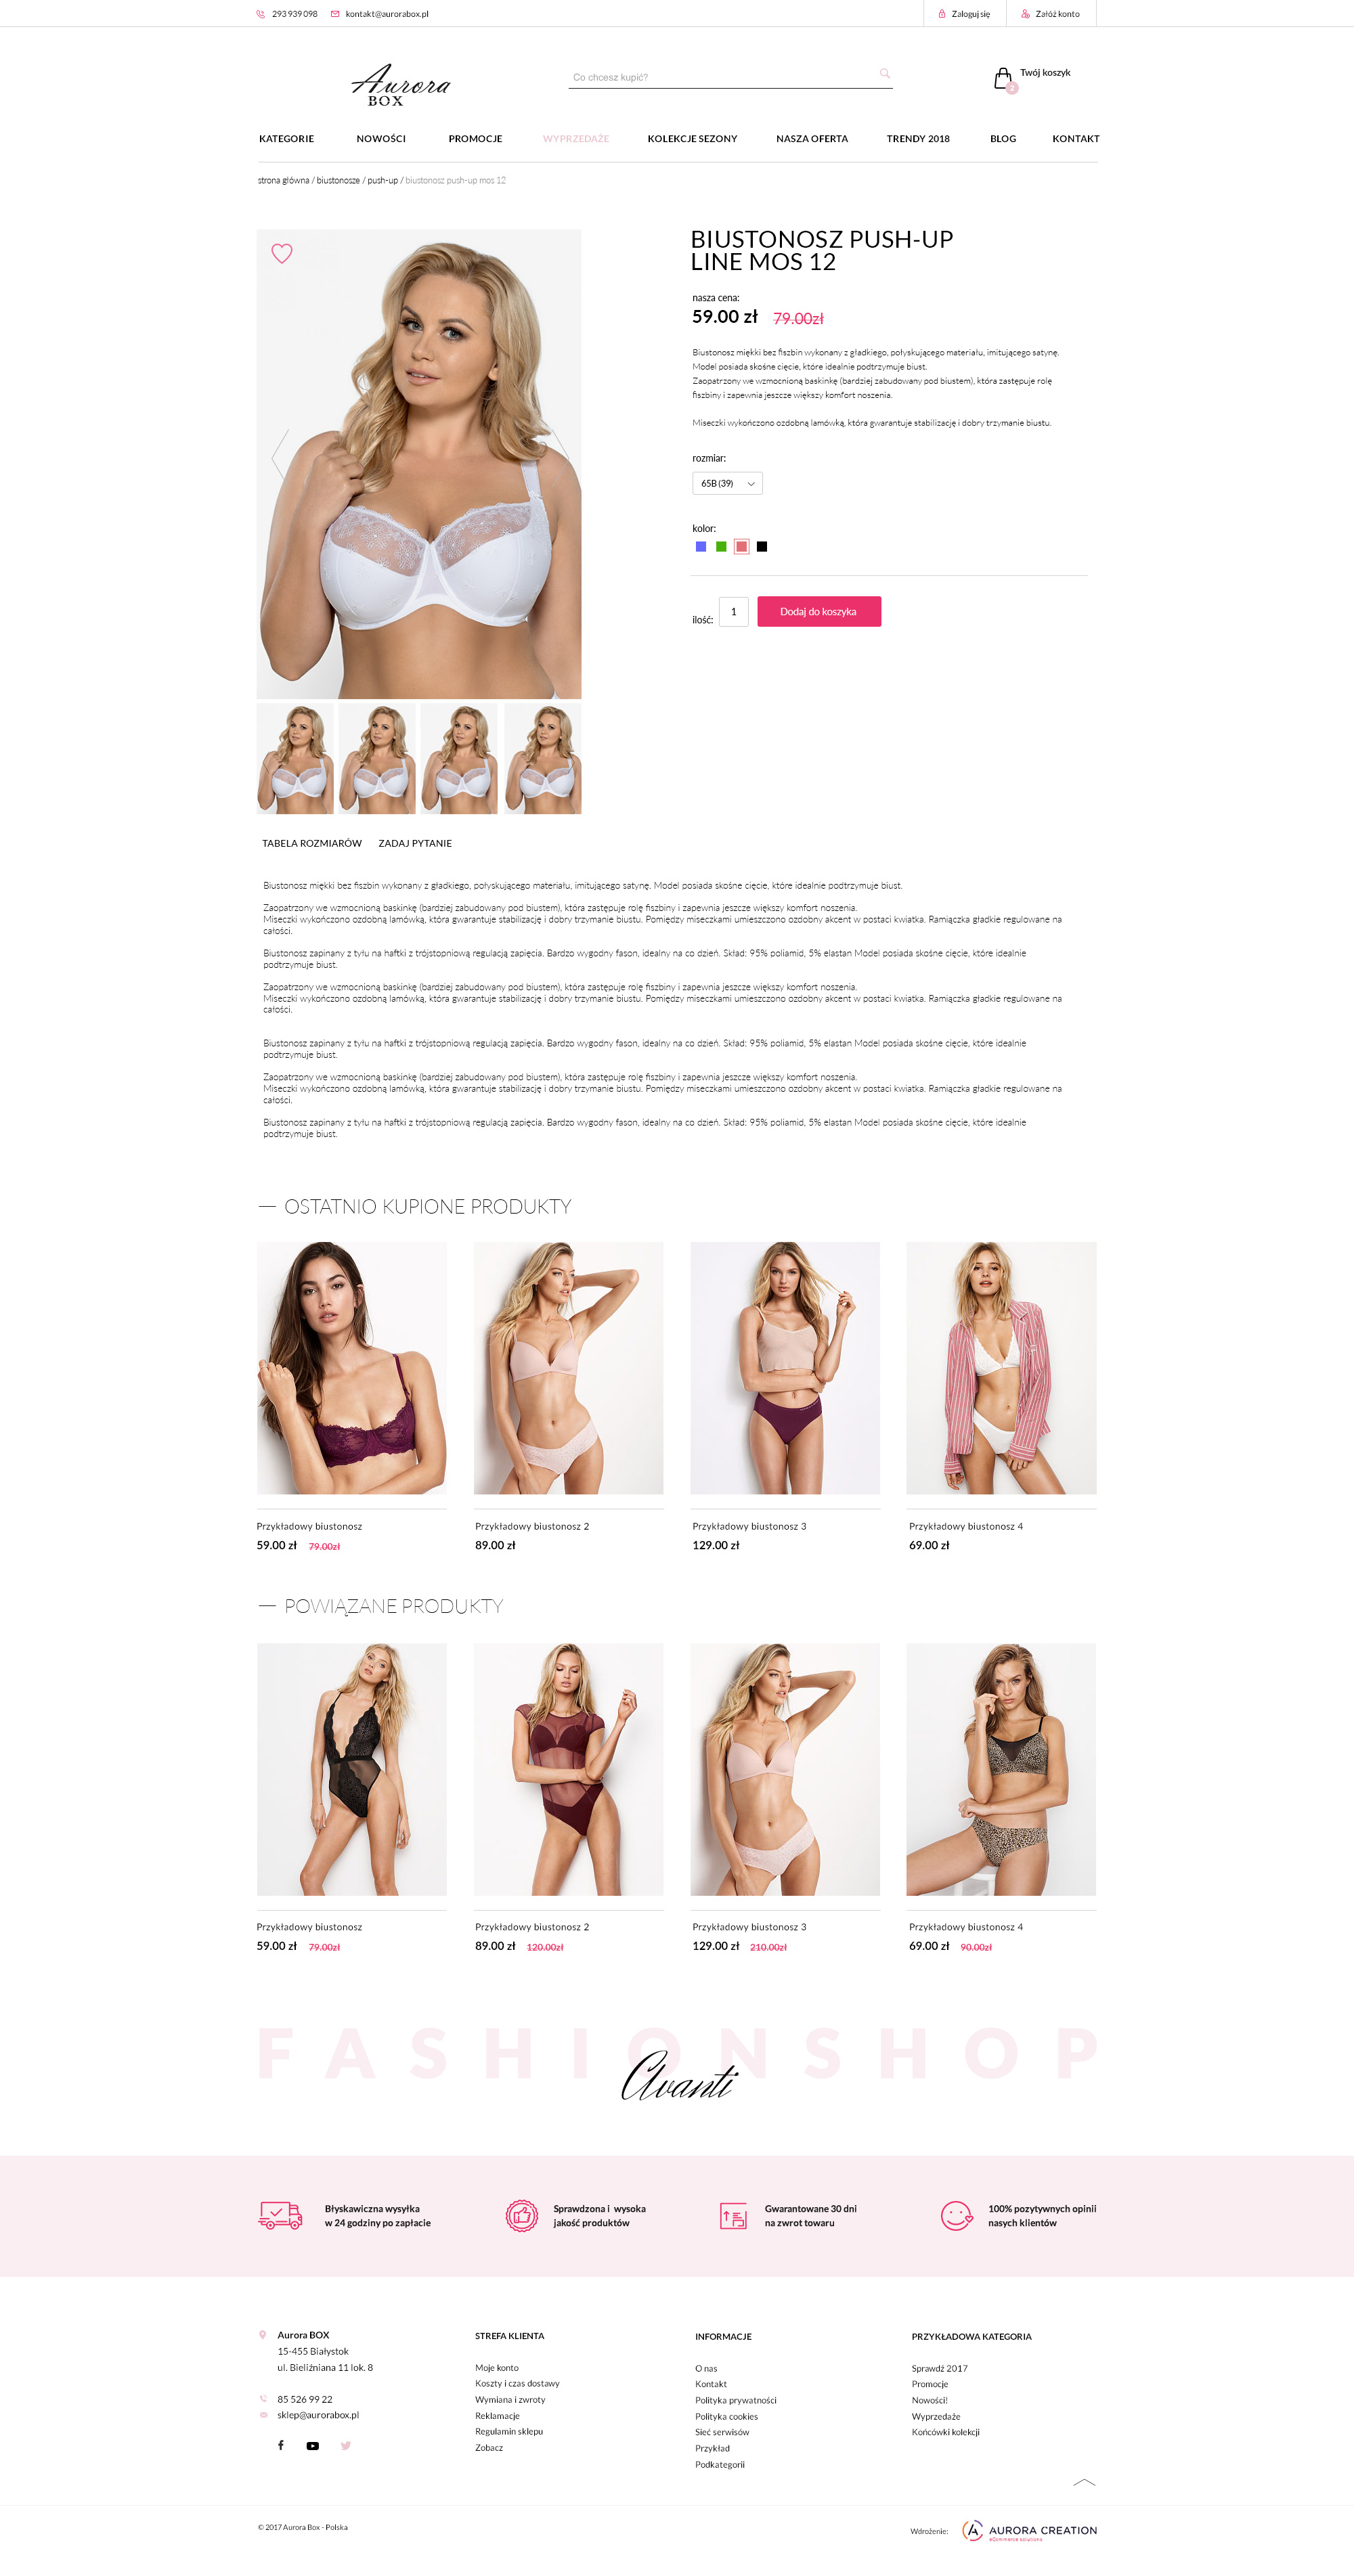 293 939 098 kontakt@aurorabox.pl Zaloguj się Załóż konto
Aurora
BOX
Co chcesz kupić?
Twój koszyk
2
KATEGORIE NOWOŚCI PROMOCJE WYPRZEDAŻE KOLEKCJE SEZONY NASZA OFERTA TRENDY 2018 BLOG KONTAKT
strona główna / biustonosze / push-up / biustonosz push-up mos 12
BIUSTONOSZ PUSH-UP
LINE MOS 12
nasza cena:
59.00 zł 79.00zł
Biustonosz miękki bez fiszbin wykonany z gładkiego, połyskującego materiału, imitującego satynę.
Model posiada skośne cięcie, które idealnie podtrzymuje biust.
Zaopatrzony we wzmocnioną baskinkę (bardziej zabudowany pod biustem), która zastępuje rolę
fiszbiny i zapewnia jeszcze większy komfort noszenia.
Miseczki wykończono ozdobną lamówką, która gwarantuje stabilizację i dobry trzymanie biustu.
rozmiar:
65B (39)
kolor:
ilość: 1 Dodaj do koszyka
TABELA ROZMIARÓW ZADAJ PYTANIE
Biustonosz miękki bez fiszbin wykonany z gładkiego, połyskującego materiału, imitującego satynę. Model posiada skośne cięcie, które idealnie podtrzymuje biust.
Zaopatrzony we wzmocnioną baskinkę (bardziej zabudowany pod biustem), która zastępuje rolę fiszbiny i zapewnia jeszcze większy komfort noszenia.
Miseczki wykończono ozdobną lamówką, która gwarantuje stabilizację i dobry trzymanie biustu. Pomiędzy miseczkami umieszczono ozdobny akcent w postaci kwiatka. Ramiączka gładkie regulowane na
całości.
Biustonosz zapinany z tyłu na haftki z trójstopniową regulacją zapięcia. Bardzo wygodny fason, idealny na co dzień. Skład: 95% poliamid, 5% elastan Model posiada skośne cięcie, które idealnie
podtrzymuje biust.
Zaopatrzony we wzmocnioną baskinkę (bardziej zabudowany pod biustem), która zastępuje rolę fiszbiny i zapewnia jeszcze większy komfort noszenia.
Miseczki wykończono ozdobną lamówką, która gwarantuje stabilizację i dobry trzymanie biustu. Pomiędzy miseczkami umieszczono ozdobny akcent w postaci kwiatka. Ramiączka gładkie regulowane na
całości.
Biustonosz zapinany z tyłu na haftki z trójstopniową regulacją zapięcia. Bardzo wygodny fason, idealny na co dzień. Skład: 95% poliamid, 5% elastan Model posiada skośne cięcie, które idealnie
podtrzymuje biust.
Zaopatrzony we wzmocnioną baskinkę (bardziej zabudowany pod biustem), która zastępuje rolę fiszbiny i zapewnia jeszcze większy komfort noszenia.
Miseczki wykończono ozdobną lamówką, która gwarantuje stabilizację i dobry trzymanie biustu. Pomiędzy miseczkami umieszczono ozdobny akcent w postaci kwiatka. Ramiączka gładkie regulowane na
całości.
Biustonosz zapinany z tyłu na haftki z trójstopniową regulacją zapięcia. Bardzo wygodny fason, idealny na co dzień. Skład: 95% poliamid, 5% elastan Model posiada skośne cięcie, które idealnie
podtrzymuje biust.
OSTATNIO KUPIONE PRODUKTY
Przykładowy biustonosz Przykładowy biustonosz 2 Przykładowy biustonosz 3 Przykładowy biustonosz 4
59.00 zł 79.00zł 89.00 zł 129.00 zł 69.00 zł
POWIĄZANE PRODUKTY
Przykładowy biustonosz Przykładowy biustonosz 2 Przykładowy biustonosz 3 Przykładowy biustonosz 4
59.00 zł 79.00zł 89.00 zł 120.00zł 129.00 zł 210.00zł 69.00 zł 90.00zł
FASHIONSHOP
Avanti
Błyskawiczna wysyłka
w 24 godziny po zapłacie
Sprawdzona i wysoka
jakość produktów
Gwarantowane 30 dni
na zwrot towaru
100% pozytywnych opinii
nasych klientów
Aurora BOX
15-455 Białystok
ul. Bieliźniana 11 lok. 8
85 526 99 22
sklep@aurorabox.pl
STREFA KLIENTA
Moje konto
Koszty i czas dostawy
Wymiana i zwroty
Reklamacje
Regulamin sklepu
Zobacz
INFORMACJE
O nas
Kontakt
Polityka prywatności
Polityka cookies
Sieć serwisów
Przykład
Podkategorii
PRZYKŁADOWA KATEGORIA
Sprawdź 2017
Promocje
Nowości!
Wyprzedaże
Końcówki kolekcji
© 2017 Aurora Box - Polska
Wdrożenie: AURORA CREATION
eCommerce solutions